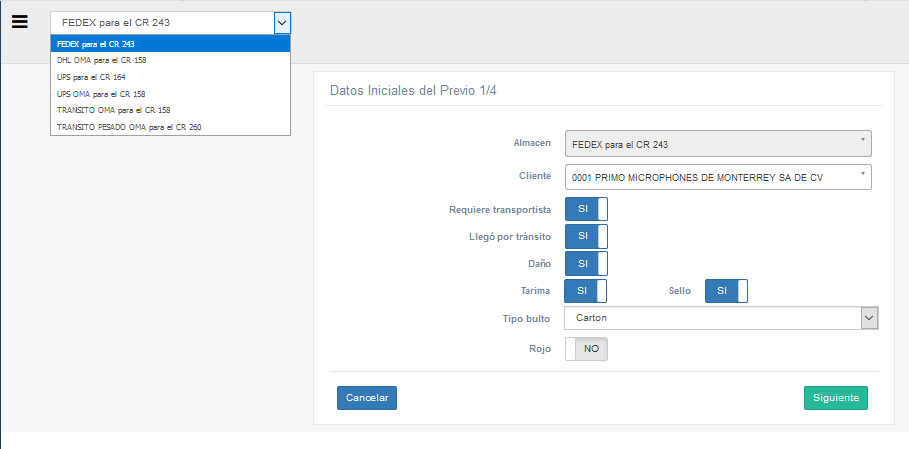 FEDEX para el CR 243
FEDEX para el CR 243
DHL OMA para el CR 158
UPS para el CR 164
UPS OMA para el CR 158
TRANSITO OMA para el CR 158
TRANSITO PESADO OMA para el CR 260
Datos Iniciales del Previo 1/4
Almacen FEDEX para el CR 243
Cliente 0001 PRIMO MICROPHONES DE MONTERREY SA DE CV
Requiere transportista SI
Llegó por tránsito SI
Daño SI
Tarima SI Sello SI
Tipo bulto Carton
Rojo NO
Cancelar Siguiente